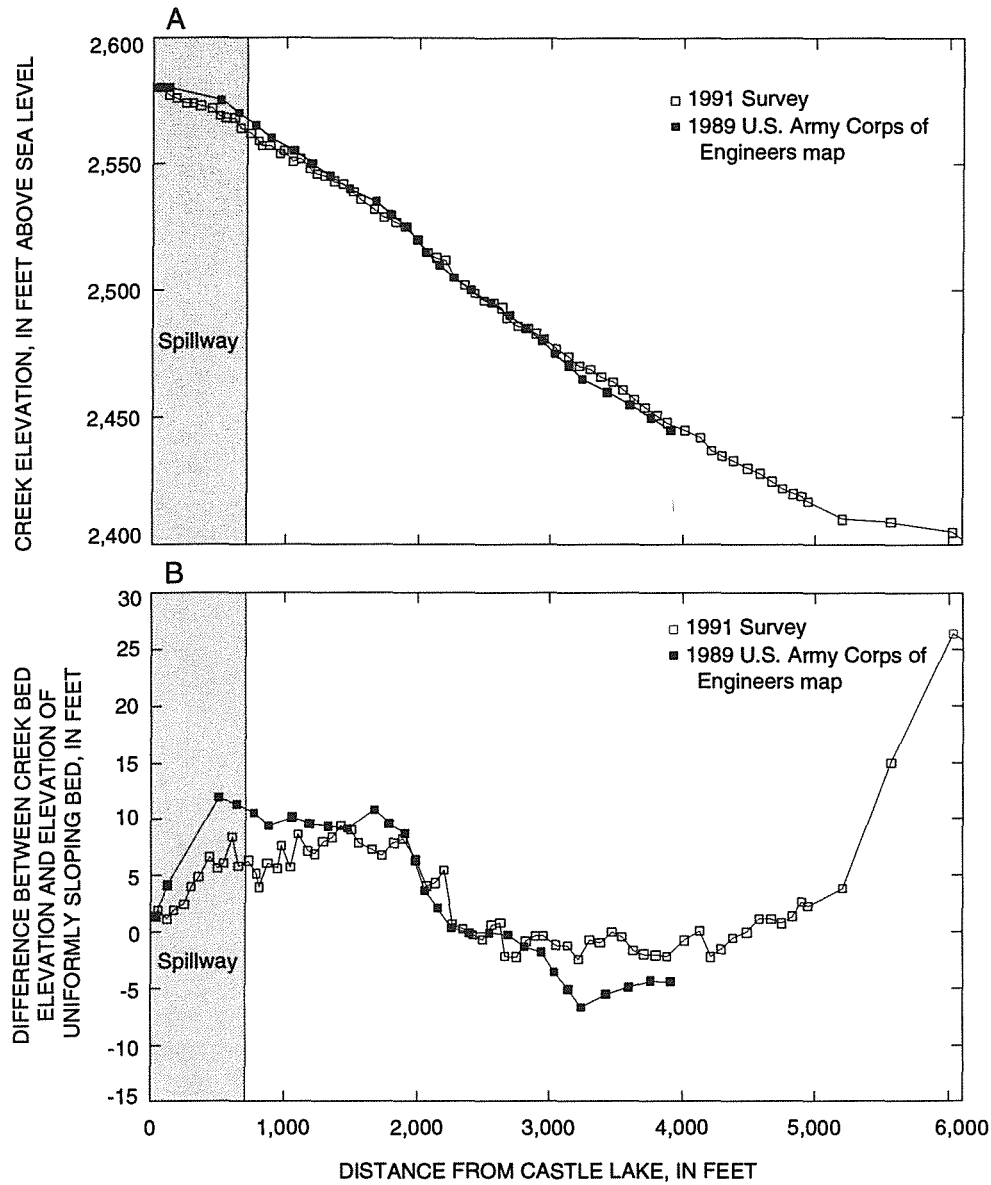 A
CREEK ELEVATION, IN FEET ABOVE SEA LEVEL
2,600
2,550
2,500
2,450
2,400
1991 Survey
1989 U.S. Army Corps of
Engineers map
Spillway
B
DIFFERENCE BETWEEN CREEK BED
ELEVATION AND ELEVATION OF
UNIFORMLY SLOPING BED, IN FEET
30
25
20
15
10
5
0
-5
-10
-15
1991 Survey
1989 U.S. Army Corps of
Engineers map
Spillway
0 1,000 2,000 3,000 4,000 5,000 6,000
DISTANCE FROM CASTLE LAKE, IN FEET